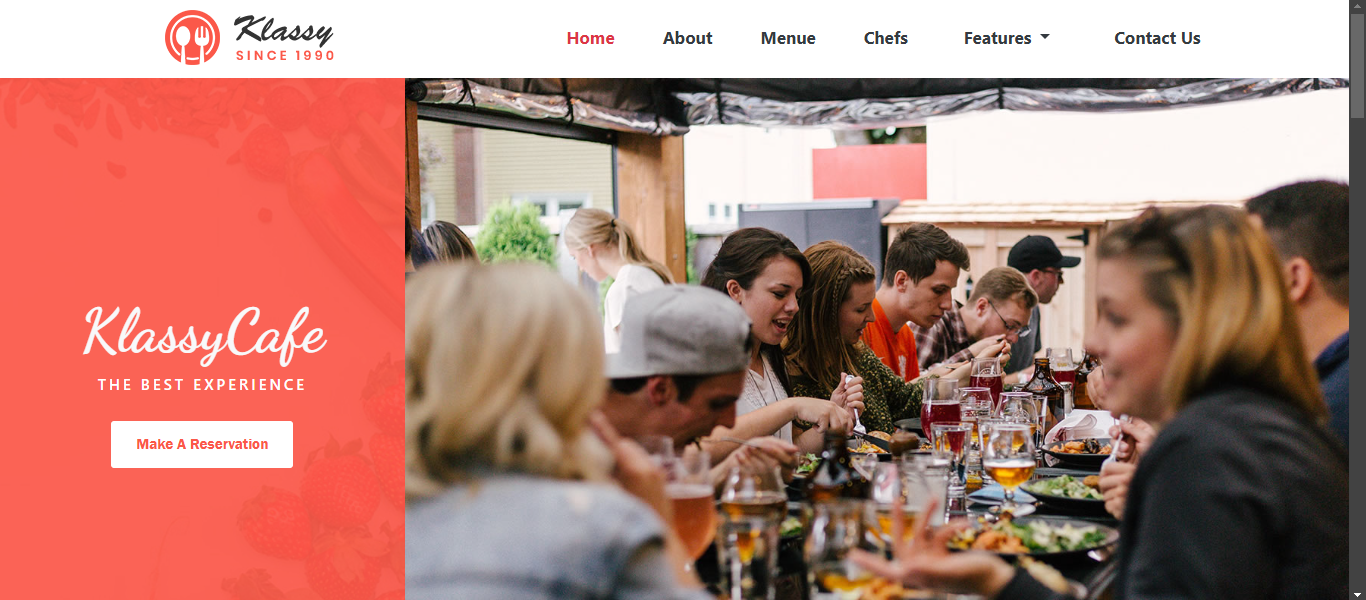 Klassy
SINCE 1990
Home About Menue Chefs Features Contact Us
KlassyCafe
THE BEST EXPERIENCE
Make A Reservation